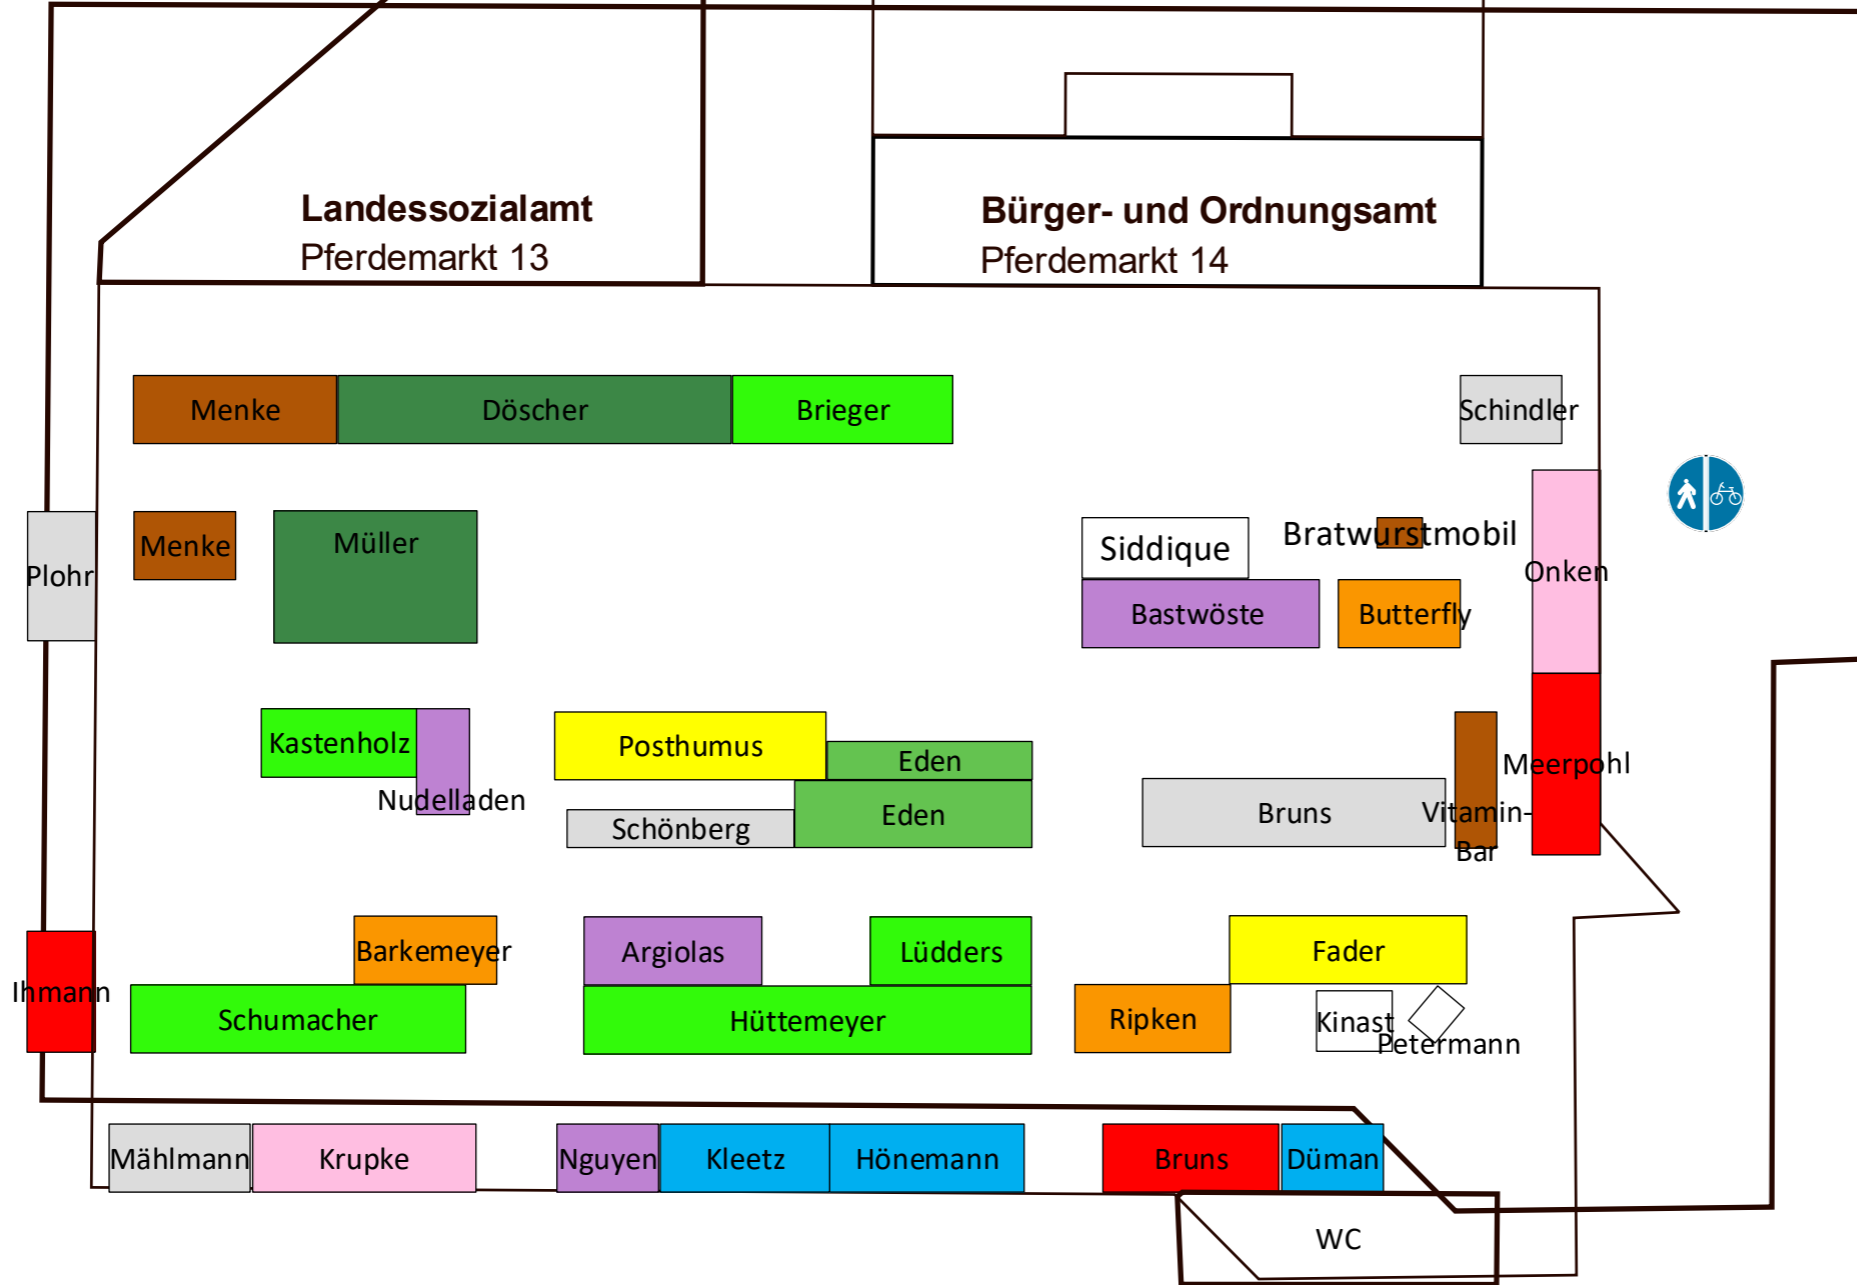 Landessozialamt
Pferdemarkt 13
Bürger- und Ordnungsamt
Pferdemarkt 14
Menke
Döscher
Brieger
Schindler
Plohr
Menke
Müller
Siddique
Bratwurstmobil
Onken
Bastwöste
Butterfly
Kastenholz
Nudelladen
Posthumus
Eden
Eden
Schönberg
Bruns
Vitamin-
Bar
Meerpohl
Ihmann
Barkemeyer
Schumacher
Argiolas
Lüdders
Hüttemeyer
Fader
Ripken
Kinast
Petermann
Mählmann
Krupke
Nguyen
Kleetz
Hönemann
Bruns
Düman
WC